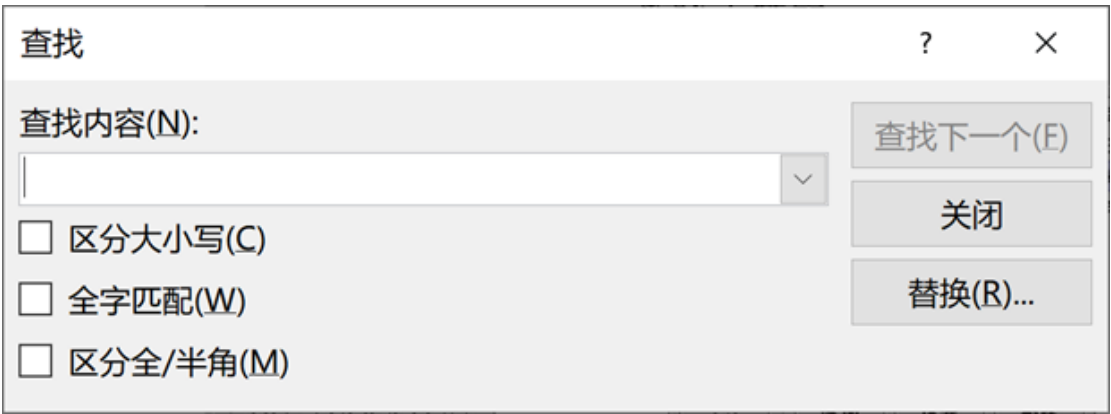 查找
?
查找内容(N):
查找下一个(F)
关闭
区分大小写(C)
替换(R)...
全字匹配(W)
区分全/半角(M)